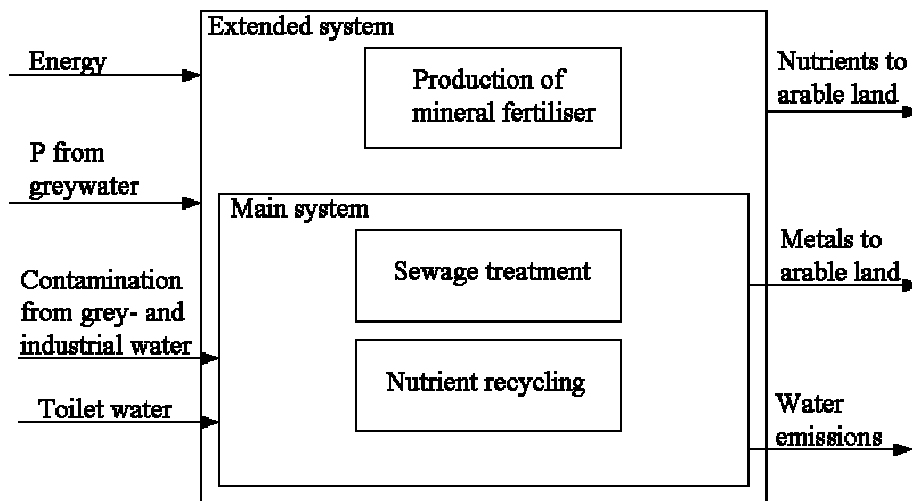 Extended system
Energy
Production of
mineral fertiliser
Nutrients to
arable land
P from
greywater
Main system
Sewage treatment
Metals to
arable land
Contamination
from grey- and
industrial water
Nutrient recycling
Toilet water
Water
emissions